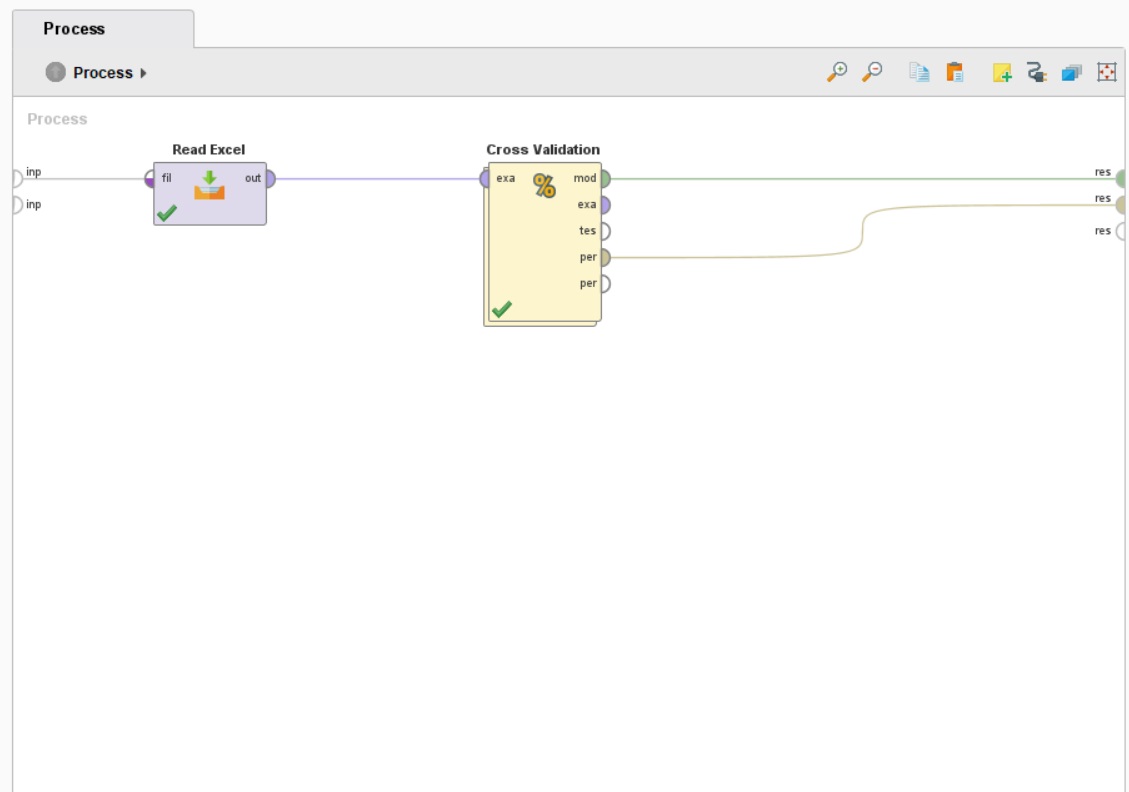 Process
Process
Process
Read Excel
Cross Validation
inp
fil
out
exa
mod
res
inp
exa
res
tes
res
per
per